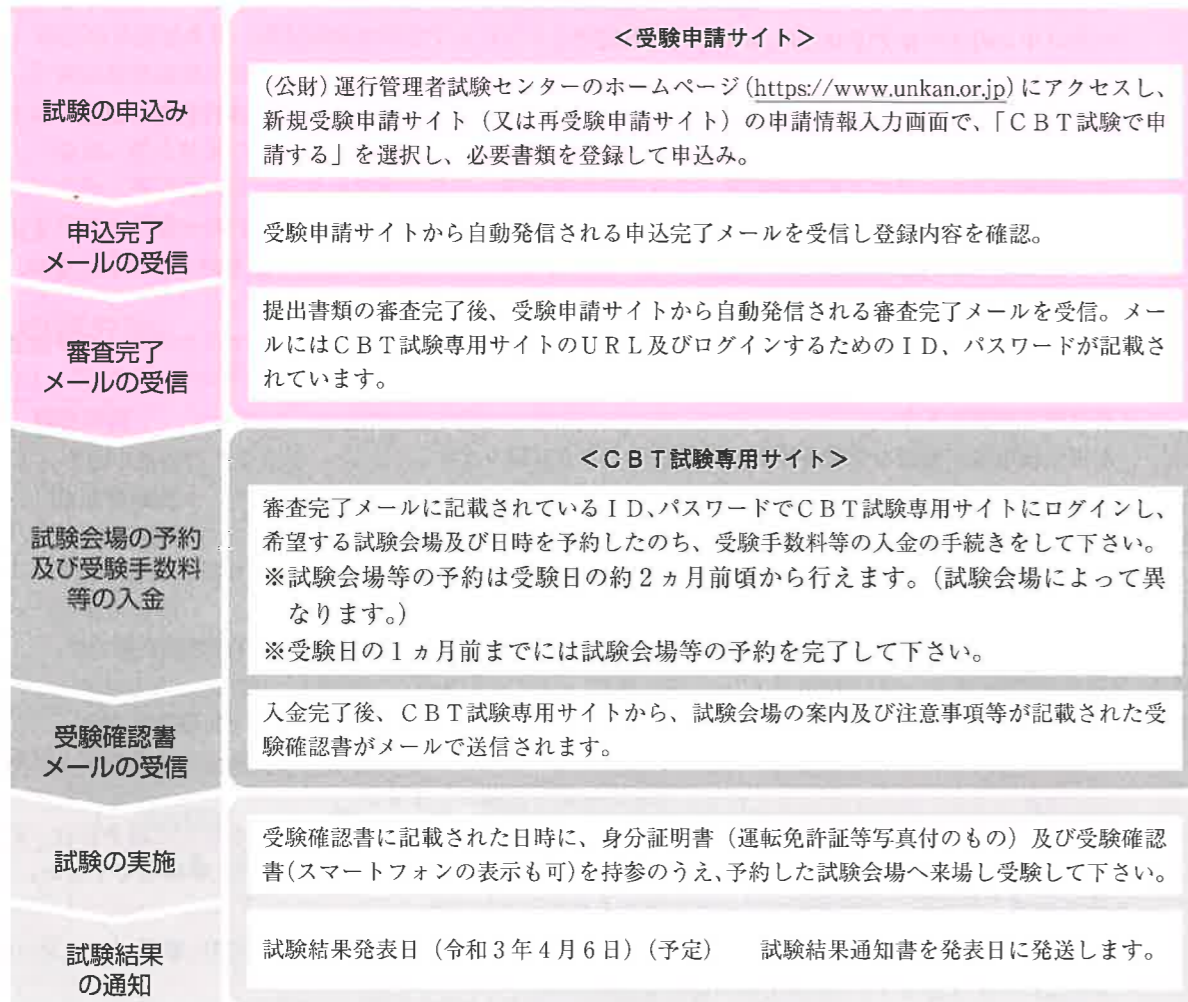 ＜受験申請サイト＞
試験の申込み
(公財)運行管理者試験センターのホームページ(https://www.unkan.or.jp)にアクセスし、
新規受験申請サイト（又は再受験申請サイト）の申請情報入力画面で、「ＣＢＴ試験で申
請する」を選択し、必要書類を登録して申込み。
申込完了
メールの受信
受験申請サイトから自動発信される申込完了メールを受信し登録内容を確認。
審査完了
メールの受信
提出書類の審査完了後、受験申請サイトから自動発信される審査完了メールを受信。メー
ルにはＣＢＴ試験専用サイトのＵＲＬ及びログインするためのＩＤ、パスワードが記載さ
れています。
＜ＣＢＴ試験専用サイト＞
試験会場の予約
及び受験手数料
等の入金
審査完了メールに記載されているＩＤ、パスワードでＣＢＴ試験専用サイトにログインし、
希望する試験会場及び日時を予約したのち、受験手数料等の入金の手続きをして下さい。
※試験会場等の予約は受験日の約２ヵ月前頃から行えます。(試験会場によって異
なります。)
※受験日の１ヵ月前までには試験会場等の予約を完了して下さい。
受験確認書
メールの受信
入金完了後、ＣＢＴ試験専用サイトから、試験会場の案内及び注意事項等が記載された受
験確認書がメールで送信されます。
試験の実施
受験確認書に記載された日時に、身分証明書（運転免許証等写真付のもの）及び受験確認
書(スマートフォンの表示も可)を持参のうえ、予約した試験会場へ来場し受験して下さい。
試験結果
の通知
試験結果発表日（令和３年４月６日）(予定)　試験結果通知書を発表日に発送します。